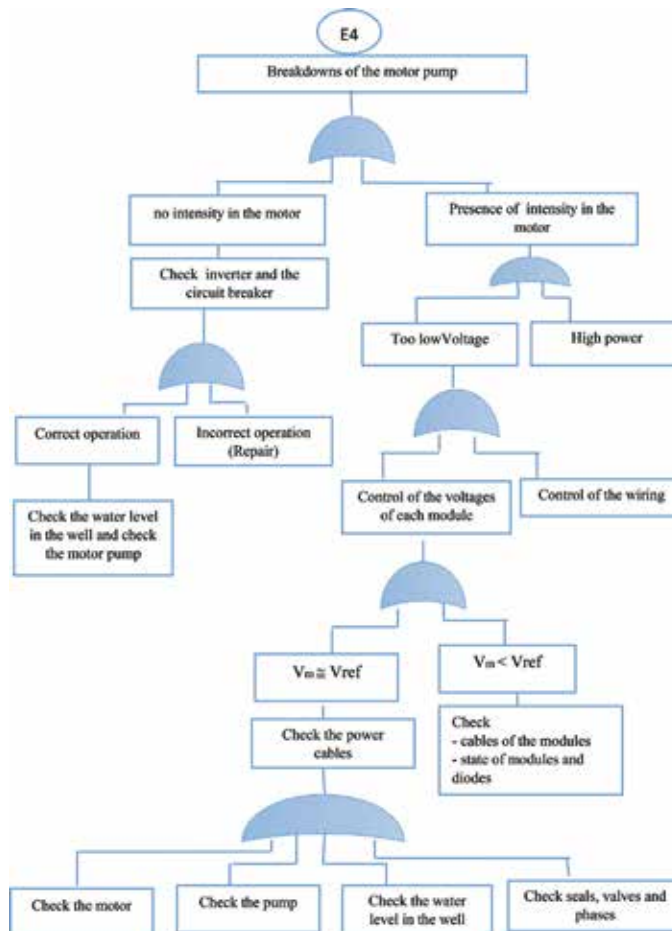 E4
Breakdowns of the motor pump
no intensity in the motor
Presence of intensity in the
motor
Check inverter and the
circuit breaker
Too lowVoltage
High power
Correct operation
Incorrect operation
(Repair)
Control of the voltages
of each module
Control of the wiring
Check the water level
in the well and check
the motor pump
Vm ≅ Vref
Vm < Vref
Check the power
cables
Check
- cables of the modules
- state of modules and
diodes
Check the motor
Check the pump
Check the water
level in the well
Check seals, valves and
phases